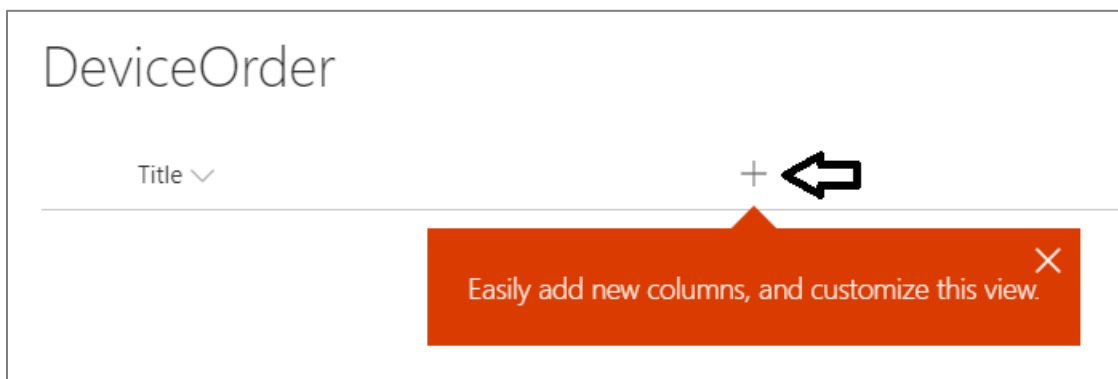 DeviceOrder
Title
Easily add new columns, and customize this view.